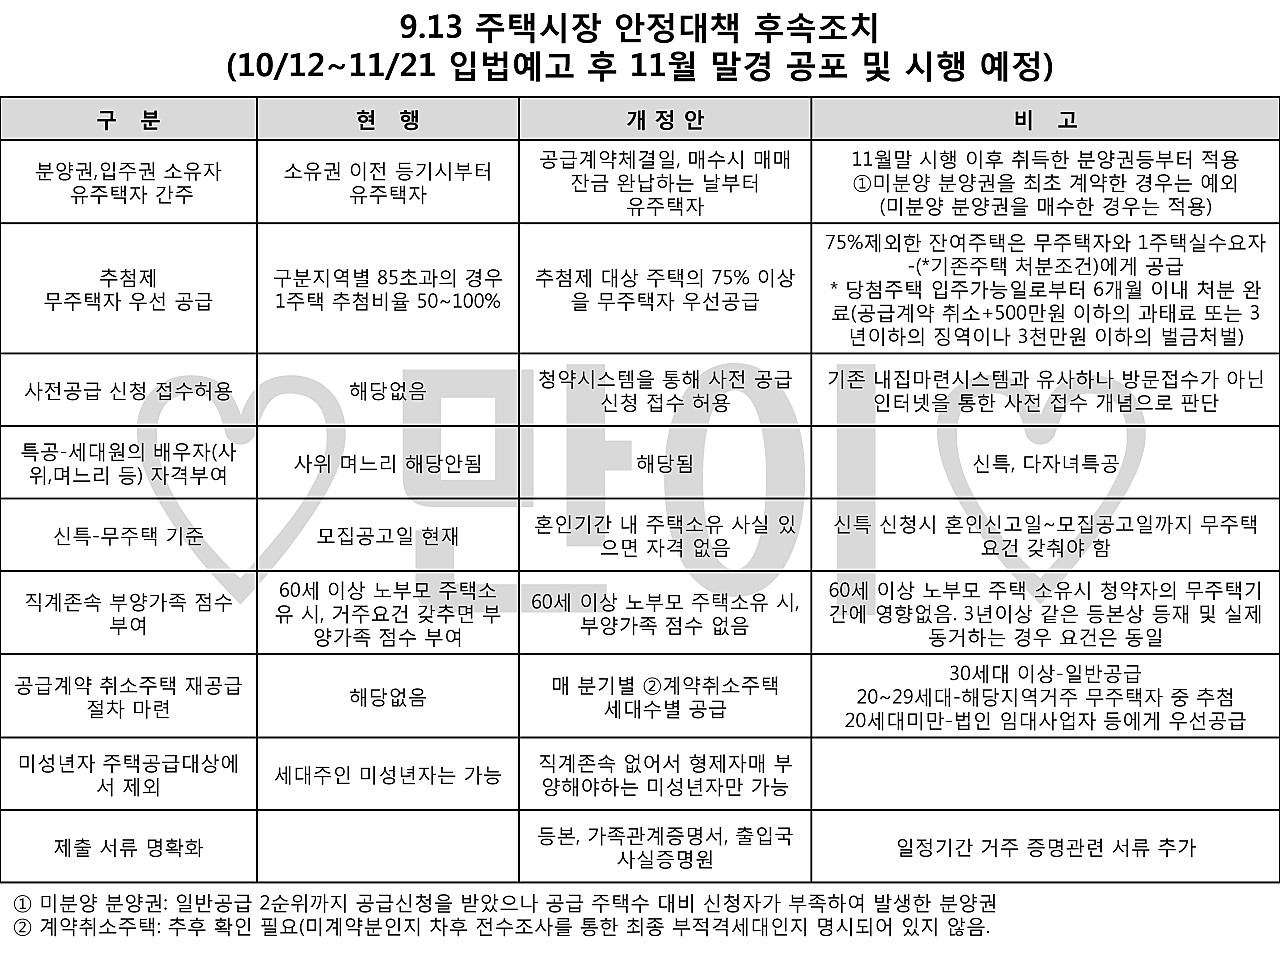 9.13 주택시장 안정대책 후속조치
(10/12~11/21 입법예고 후 11월 말경 공포 및 시행 예정)
구 분
현 행
개 정 안
비 고
분양권,입주권 소유자
유주택자 간주
소유권 이전 등기시부터
유주택자
공급계약체결일, 매수시 매매
잔금 완납하는 날부터
유주택자
11월말 시행 이후 취득한 분양권등부터 적용
①미분양 분양권을 최초 계약한 경우는 예외
(미분양 분양권을 매수한 경우는 적용)
추첨제
무주택자 우선 공급
구분지역별 85초과의 경우
1주택 추첨비율 50~100%
추첨제 대상 주택의 75% 이상
을 무주택자 우선공급
75%제외한 잔여주택은 무주택자와 1주택실수요자
-(*기존주택 처분조건)에게 공급
* 당첨주택 입주가능일로부터 6개월 이내 처분 완
료(공급계약 취소+500만원 이하의 과태료 또는 3
년이하의 징역이나 3천만원 이하의 벌금처벌)
사전공급 신청 접수허용
해당없음
청약시스템을 통해 사전 공급
신청 접수 허용
기존 내집마련시스템과 유사하나 방문접수가 아닌
인터넷을 통한 사전 접수 개념으로 판단
특공-세대원의 배우자(사
위,며느리 등) 자격부여
사위 며느리 해당안됨
해당됨
신특, 다자녀특공
신특-무주택 기준
모집공고일 현재
혼인기간 내 주택소유 사실 있
으면 자격 없음
신특 신청시 혼인신고일~모집공고일까지 무주택
요건 갖춰야 함
직계존속 부양가족 점수
부여
60세 이상 노부모 주택소
유 시, 거주요건 갖추면 부
양가족 점수 부여
60세 이상 노부모 주택소유 시,
부양가족 점수 없음
60세 이상 노부모 주택 소유시 청약자의 무주택기
간에 영향없음. 3년이상 같은 등본상 등재 및 실제
동거하는 경우 요건은 동일
공급계약 취소주택 재공급
절차 마련
해당없음
매 분기별 ②계약취소주택
세대수별 공급
30세대 이상-일반공급
20~29세대-해당지역거주 무주택자 중 추첨
20세대미만-법인 임대사업자 등에게 우선공급
미성년자 주택공급대상에
서 제외
세대주인 미성년자는 가능
직계존속 없어서 형제자매 부
양해야하는 미성년자만 가능
제출 서류 명확화
등본, 가족관계증명서, 출입국
사실증명원
일정기간 거주 증명관련 서류 추가
① 미분양 분양권: 일반공급 2순위까지 공급신청을 받았으나 공급 주택수 대비 신청자가 부족하여 발생한 분양권
② 계약취소주택: 추후 확인 필요(미계약분인지 차후 전수조사를 통한 최종 부적격세대인지 명시되어 있지 않음.
♡만이♡